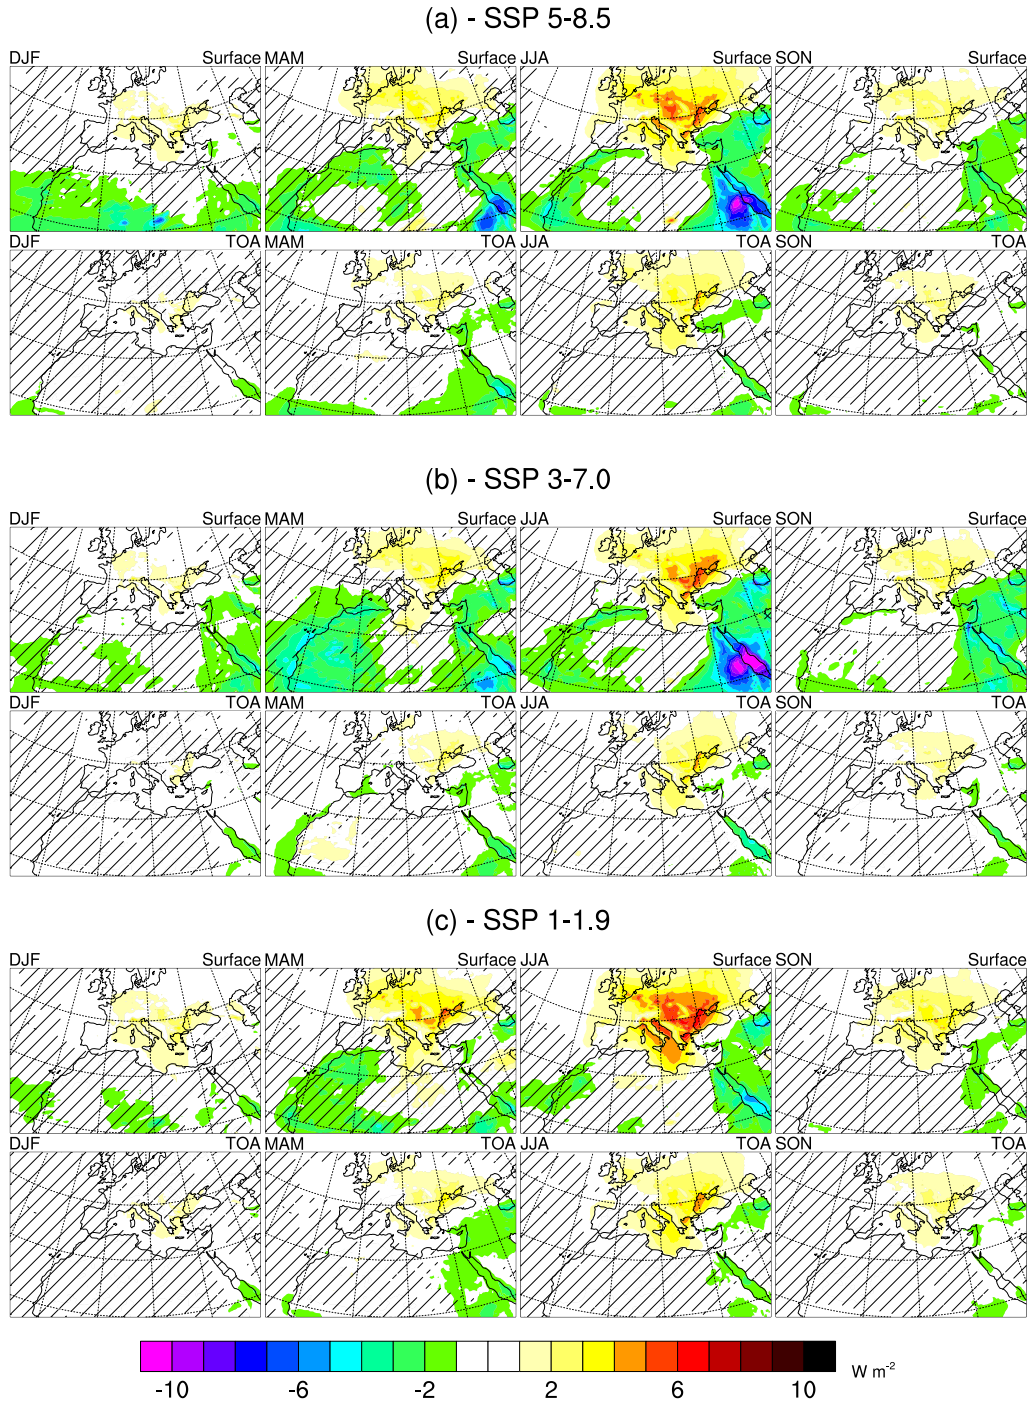 (a) - SSP 5-8.5
DJF Surface MAM Surface JJA Surface SON Surface
DJF TOA MAM TOA JJA TOA SON TOA
(b) - SSP 3-7.0
DJF Surface MAM Surface JJA Surface SON Surface
DJF TOA MAM TOA JJA TOA SON TOA
(c) - SSP 1-1.9
DJF Surface MAM Surface JJA Surface SON Surface
DJF TOA MAM TOA JJA TOA SON TOA
-10 -6 -2 2 6 10 W m⁻²